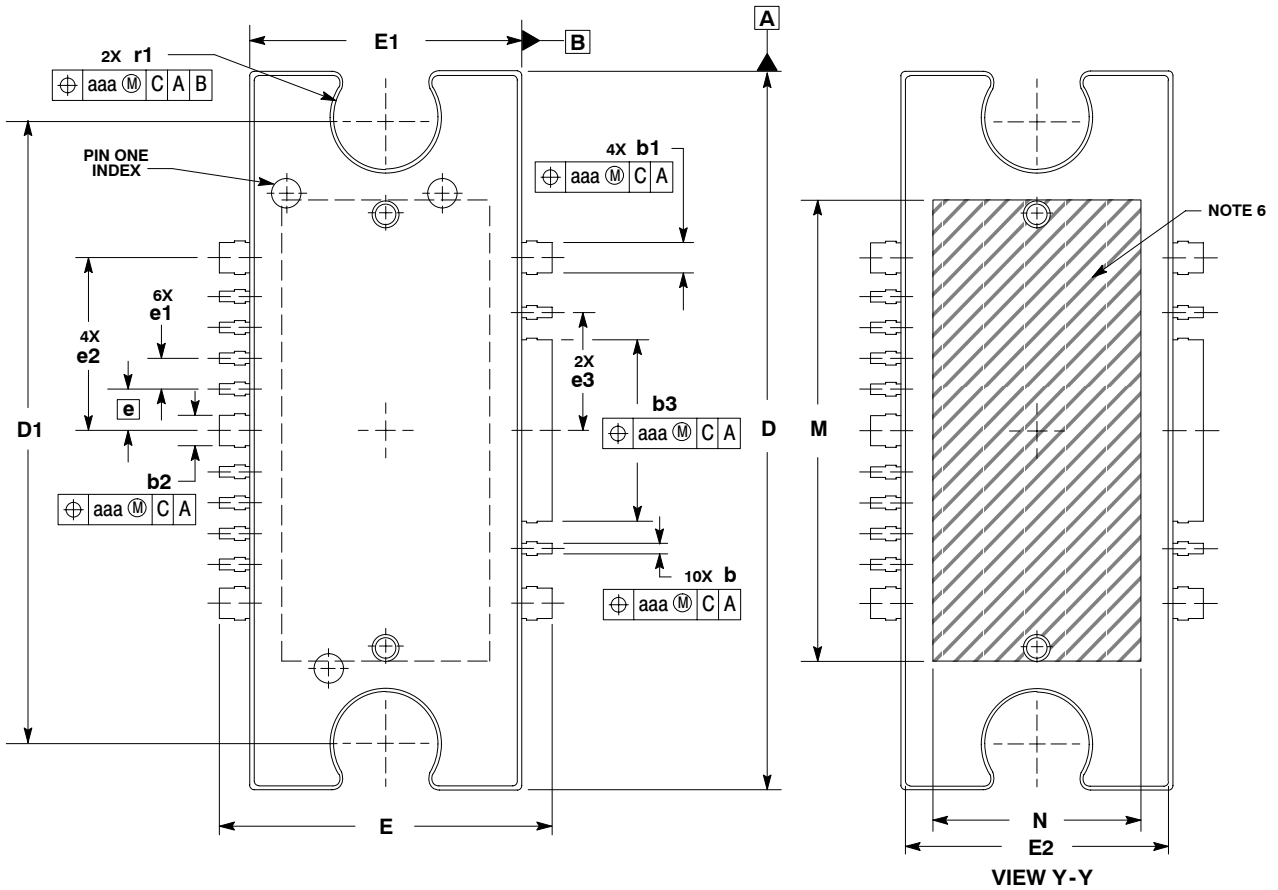 E1
B
A
2X r1
⌖ aaa Ⓜ C A B
PIN ONE
INDEX
4X b1
⌖ aaa Ⓜ C A
NOTE 6
6X
e1
4X
e2
2X
e3
e
D1
b3
⌖ aaa Ⓜ C A
D
M
b2
⌖ aaa Ⓜ C A
10X b
⌖ aaa Ⓜ C A
E
N
E2
VIEW Y-Y